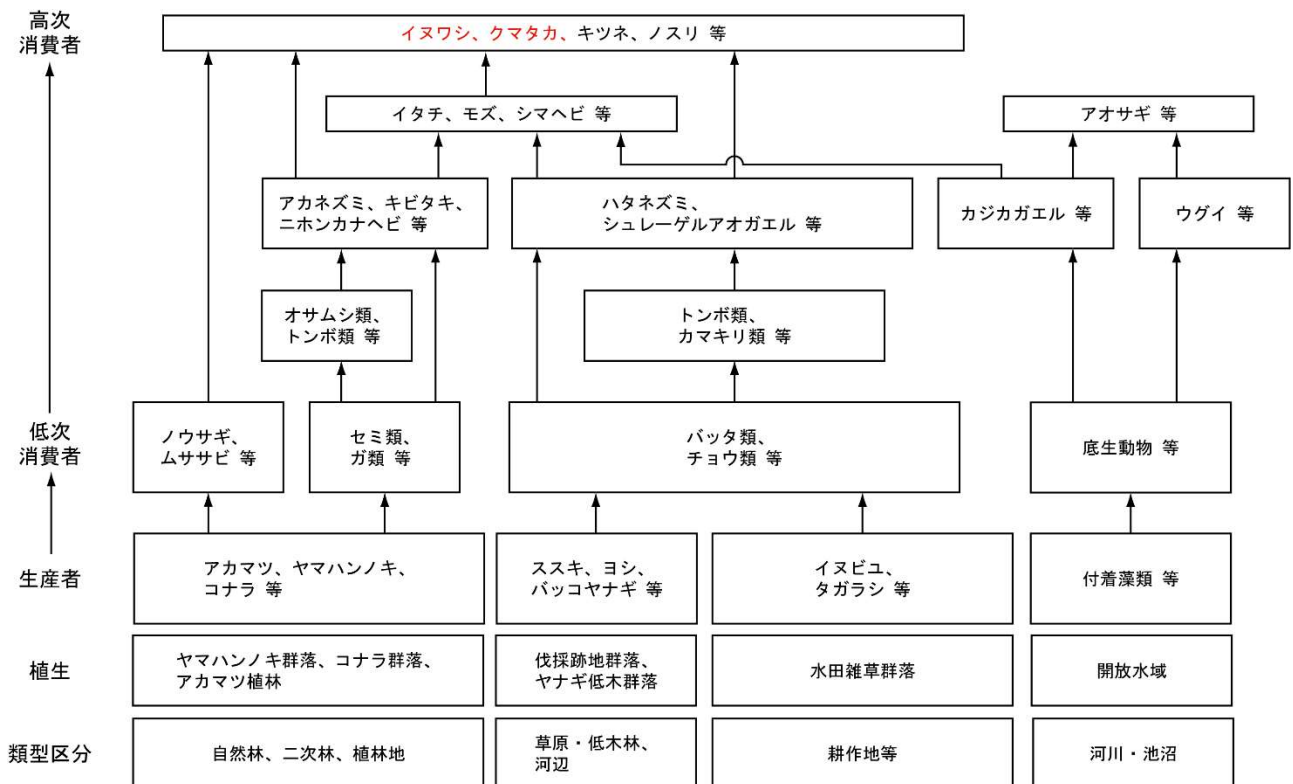 高次
消費者
イヌワシ、クマタカ、キツネ、ノスリ 等
イタチ、モズ、シマヘビ 等
アオサギ 等
アカネズミ、キビタキ、
ニホンカナヘビ 等
ハタネズミ、
シュレーゲルアオガエル 等
カジカガエル 等
ウグイ 等
オサムシ類、
トンボ類 等
トンボ類、
カマキリ類 等
低次
消費者
ノウサギ、
ムササビ 等
セミ類、
ガ類 等
バッタ類、
チョウ類 等
底生動物 等
生産者
アカマツ、ヤマハンノキ、
コナラ 等
ススキ、ヨシ、
バッコヤナギ 等
イヌビユ、
タガラシ 等
付着藻類 等
植生
ヤマハンノキ群落、コナラ群落、
アカマツ植林
伐採跡地群落、
ヤナギ低木群落
水田雑草群落
開放水域
類型区分
自然林、二次林、植林地
草原・低木林、
河辺
耕作地等
河川・池沼